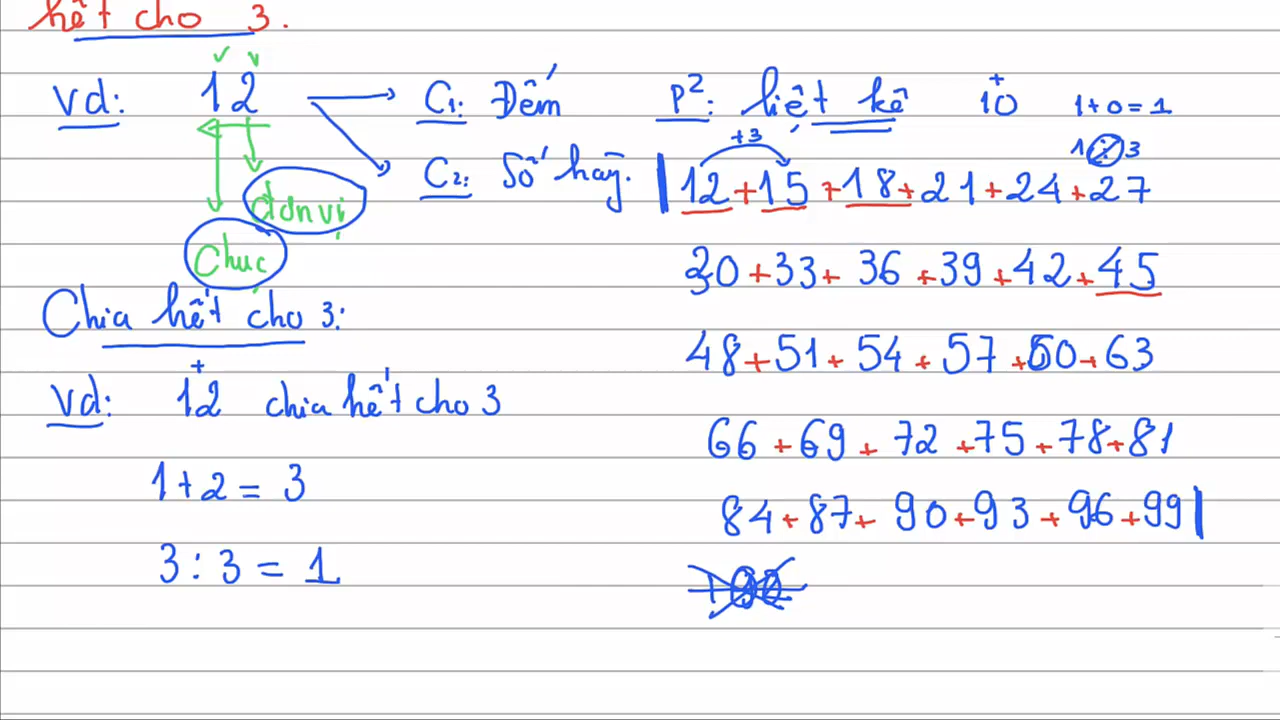 hết cho 3.
vd: 12
đơn vị
chục
C1: Đếm
C2: Số hạng.
Chia hết cho 3:
vd: 12 chia hết cho 3
+
1+2 = 3
3 : 3 = 1
P2: liệt kê
+
10 1+0=1
1 : 3
+3
12 + 15 + 18 + 21 + 24 + 27
30 + 33 + 36 + 39 + 42 + 45
48 + 51 + 54 + 57 + 60 + 63
66 + 69 + 72 + 75 + 78 + 81
84 + 87 + 90 + 93 + 96 + 99